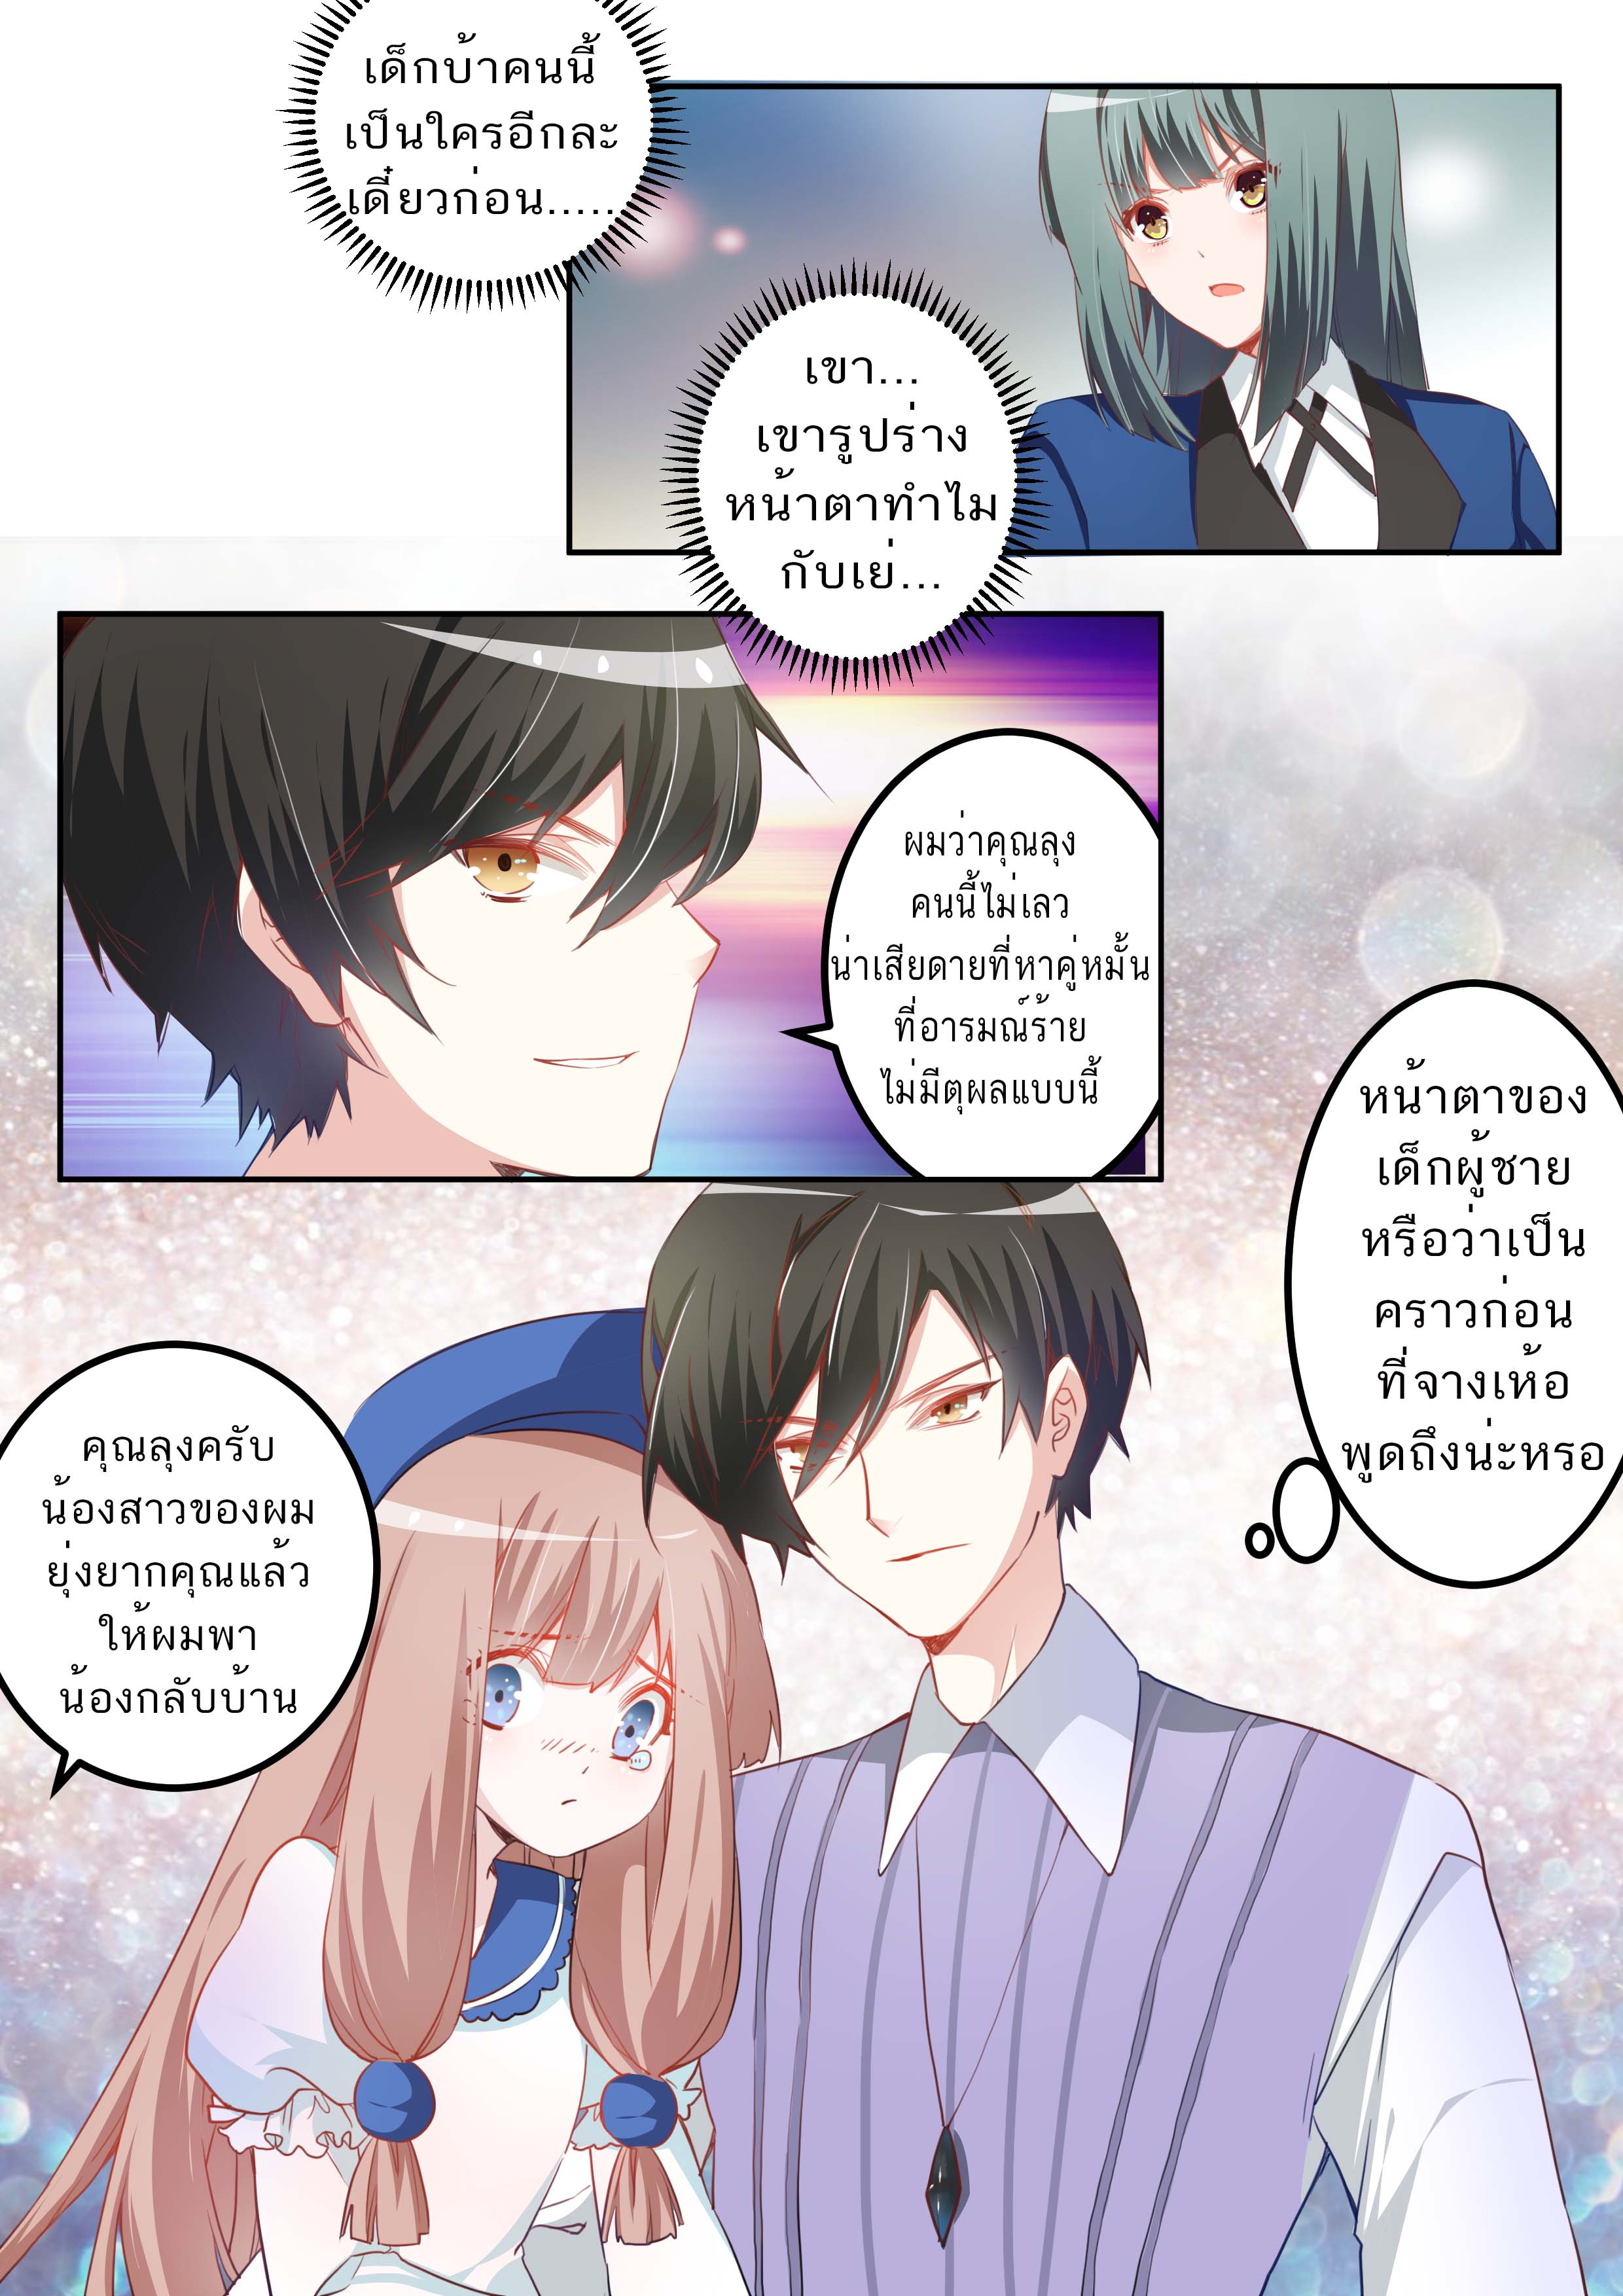 เด็กบ้าคนนี้
เป็นใครอีกละ
เดี๋ยวก่อน.....
เขา...
เขารูปร่าง
หน้าตาทำไม
กับเย่...
ผมว่าคุณลุง
คนนี้ไม่เลว
น่าเสียดายที่หาคู่หมั้น
ที่อารมณ์ร้าย
ไม่มีตุผลแบบนี้
หน้าตาของ
เด็กผู้ชาย
หรือว่าเป็น
คราวก่อน
ที่จางเห้อ
พูดถึงน่ะหรอ
คุณลุงครับ
น้องสาวของผม
ยุ่งยากคุณแล้ว
ให้ผมพา
น้องกลับบ้าน